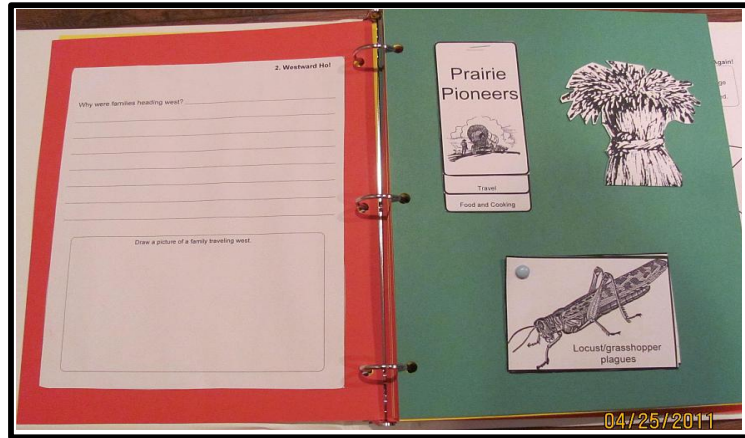 2. Westward Ho!
Why were families heading west?
Draw a picture of a family traveling west.
Prairie
Pioneers
Travel
Food and Cooking
Locust/grasshopper
plagues
Again!
04/25/2011